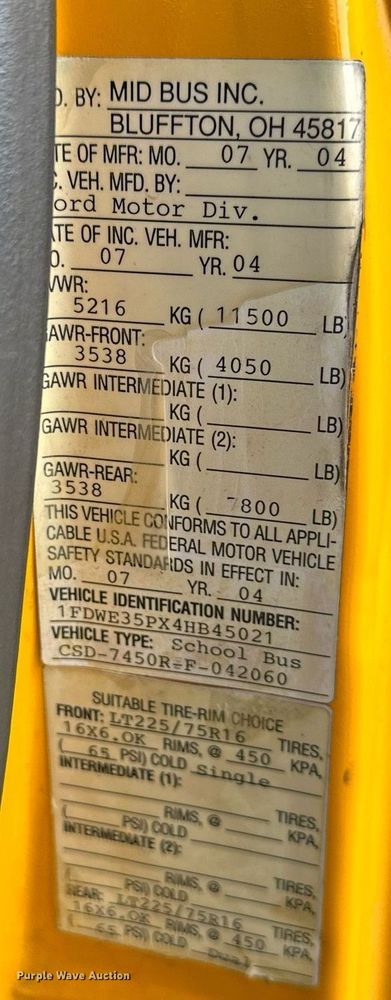 D. BY: MID BUS INC.
BLUFFTON, OH 45817
TE OF MFR: MO. 07 YR. 04
C. VEH. MFD. BY:
ord Motor Div.
TE OF INC. VEH. MFR:
O. 07 YR. 04
VWR:
5216 KG ( 11500 LB)
GAWR-FRONT:
3538 KG ( 4050 LB)
GAWR INTERMEDIATE (1):
KG ( LB)
GAWR INTERMEDIATE (2):
KG ( LB)
GAWR-REAR:
3538 KG ( 7800 LB)
THIS VEHICLE CONFORMS TO ALL APPLI-
CABLE U.S.A. FEDERAL MOTOR VEHICLE
SAFETY STANDARDS IN EFFECT IN:
MO. 07 YR. 04
VEHICLE IDENTIFICATION NUMBER:
1FDWE35PX4HB45021
VEHICLE TYPE: School Bus
CSD-7450R=F-042060
SUITABLE TIRE-RIM CHOICE
FRONT: LT225/75R16 TIRES,
16X6.0K RIMS, @ 450 KPA,
( 65 PSI) COLD Single
INTERMEDIATE (1):
TIRES,
RIMS, @ KPA,
( PSI) COLD
INTERMEDIATE (2):
TIRES,
RIMS, @ KPA,
( PSI) COLD
REAR: LT225/75R16 TIRES,
16X6.0K RIMS, @ 450 KPA,
( 65 PSI) COLD Dual
Purple Wave Auction